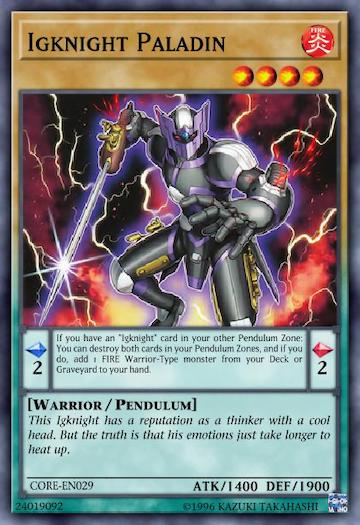 Igknight Paladin
FIRE
炎
If you have an "Igknight" card in your other Pendulum Zone:
You can destroy both cards in your Pendulum Zones, and if you
do, add 1 FIRE Warrior-Type monster from your Deck or
Graveyard to your hand.
2
2
[Warrior / Pendulum]
This Igknight has a reputation as a thinker with a cool
head. But the truth is that his emotions just take longer to
heat up.
CORE-EN029
ATK/1400 DEF/1900
24019092
©1996 KAZUKI TAKAHASHI